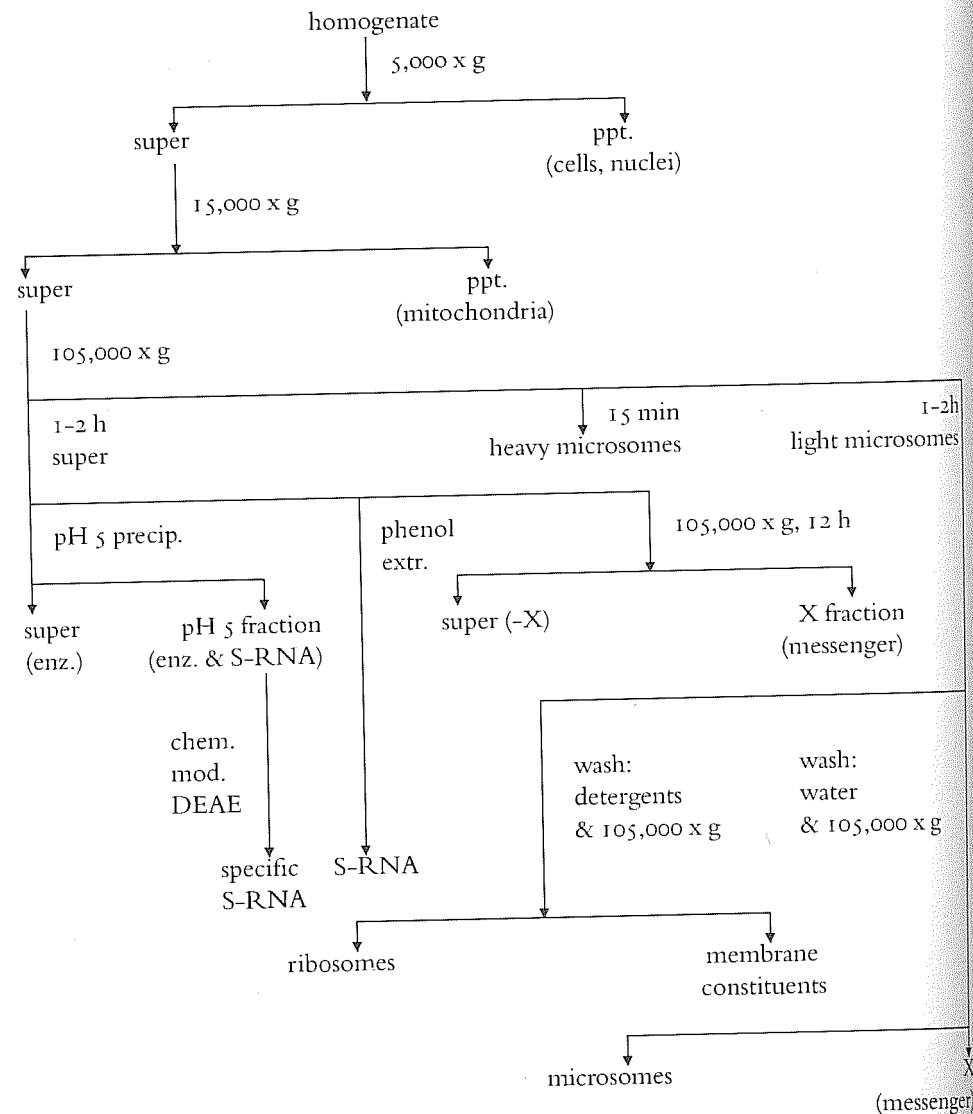 homogenate
5,000 x g
super
ppt.
(cells, nuclei)
15,000 x g
super
ppt.
(mitochondria)
105,000 x g
1-2 h
super
15 min
heavy microsomes
1-2h
light microsomes
pH 5 precip.
phenol
extr.
105,000 x g, 12 h
super
(enz.)
pH 5 fraction
(enz. & S-RNA)
super (-X)
X fraction
(messenger)
chem.
mod.
DEAE
wash:
detergents
& 105,000 x g
wash:
water
& 105,000 x g
specific
S-RNA
S-RNA
ribosomes
membrane
constituents
microsomes
X
(messenger)